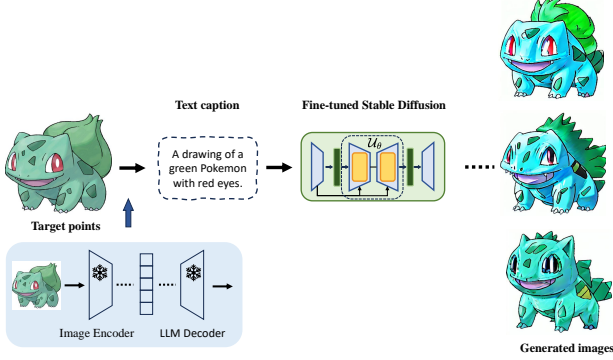 Text caption
Fine-tuned Stable Diffusion
A drawing of a
green Pokemon
with red eyes.
𝒰θ
Target points
Image Encoder
LLM Decoder
Generated images